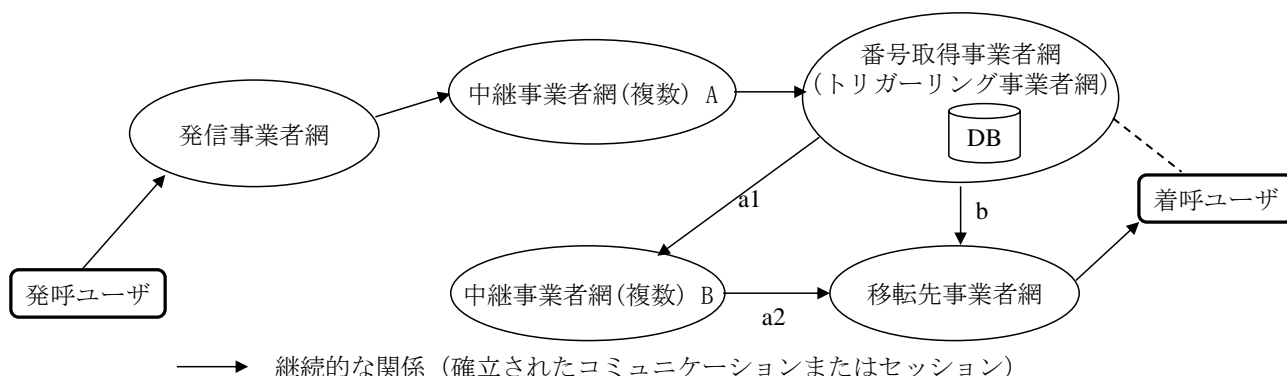 番号取得事業者網
(トリガーリング事業者網)
DB
中継事業者網(複数) A
発信事業者網
a1
b
着呼ユーザ
発呼ユーザ
中継事業者網(複数) B
a2
移転先事業者網
継続的な関係 (確立されたコミュニケーションまたはセッション)